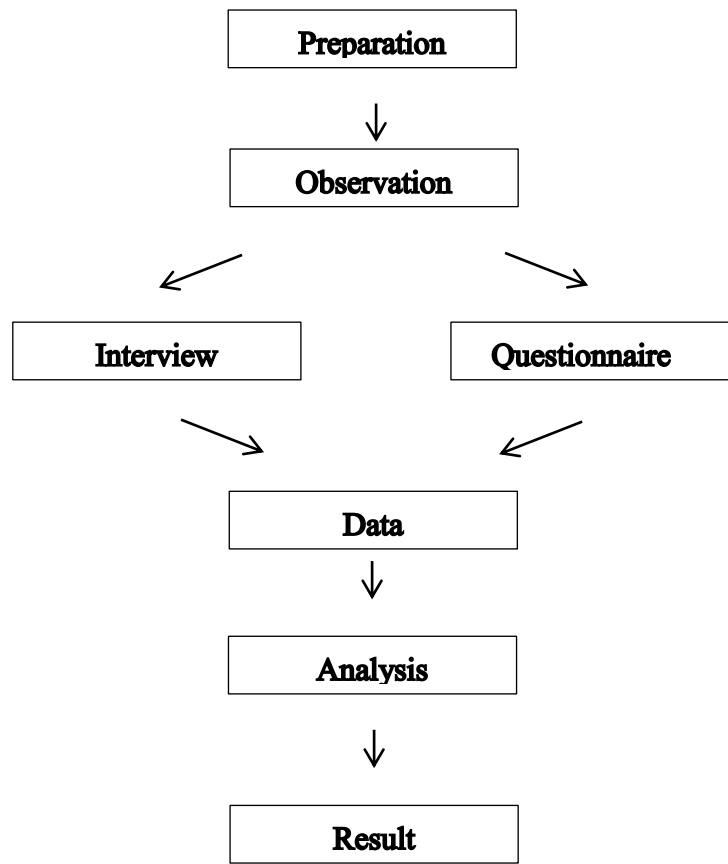 Preparation
Observation
Interview
Questionnaire
Data
Analysis
Result